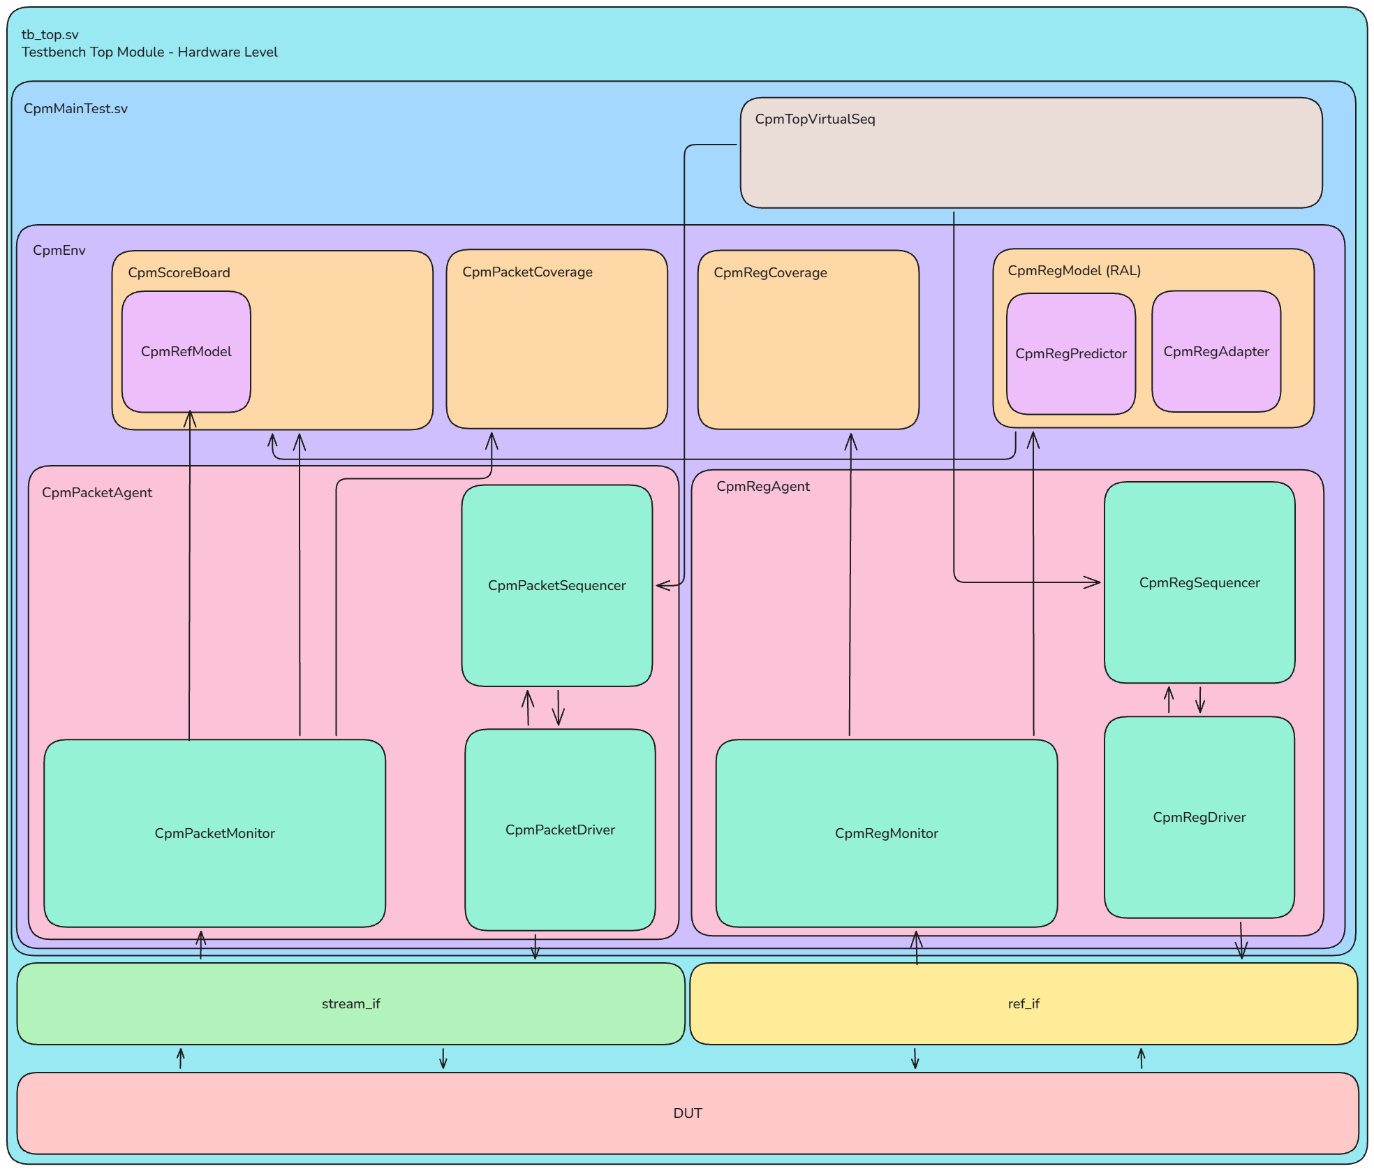 tb_top.sv
Testbench Top Module - Hardware Level
CpmMainTest.sv
CpmTopVirtualSeq
CpmEnv
CpmScoreBoard
CpmRefModel
CpmPacketCoverage
CpmRegCoverage
CpmRegModel (RAL)
CpmRegPredictor
CpmRegAdapter
CpmPacketAgent
CpmPacketSequencer
CpmPacketMonitor
CpmPacketDriver
CpmRegAgent
CpmRegSequencer
CpmRegMonitor
CpmRegDriver
stream_if
ref_if
DUT